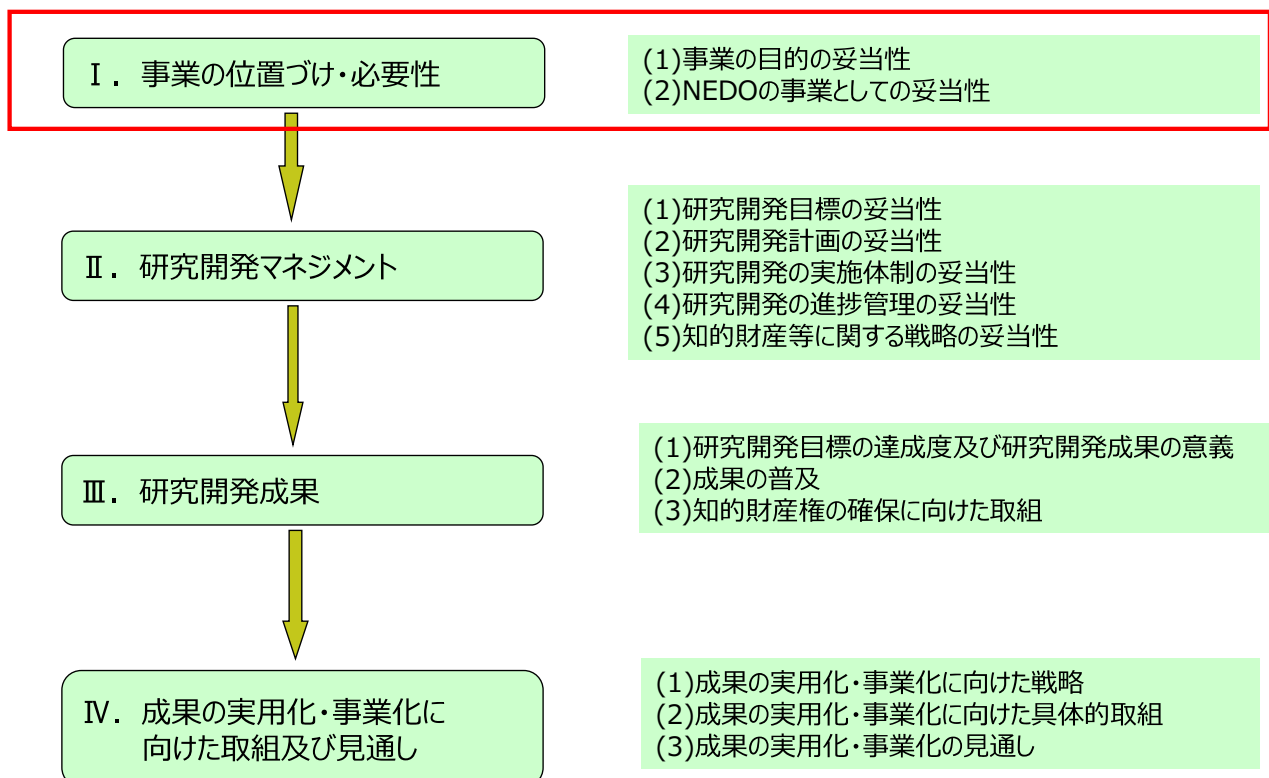 Ⅰ．事業の位置づけ・必要性
(1)事業の目的の妥当性
(2)NEDOの事業としての妥当性
Ⅱ．研究開発マネジメント
(1)研究開発目標の妥当性
(2)研究開発計画の妥当性
(3)研究開発の実施体制の妥当性
(4)研究開発の進捗管理の妥当性
(5)知的財産等に関する戦略の妥当性
Ⅲ．研究開発成果
(1)研究開発目標の達成度及び研究開発成果の意義
(2)成果の普及
(3)知的財産権の確保に向けた取組
Ⅳ．成果の実用化・事業化に
向けた取組及び見通し
(1)成果の実用化・事業化に向けた戦略
(2)成果の実用化・事業化に向けた具体的取組
(3)成果の実用化・事業化の見通し